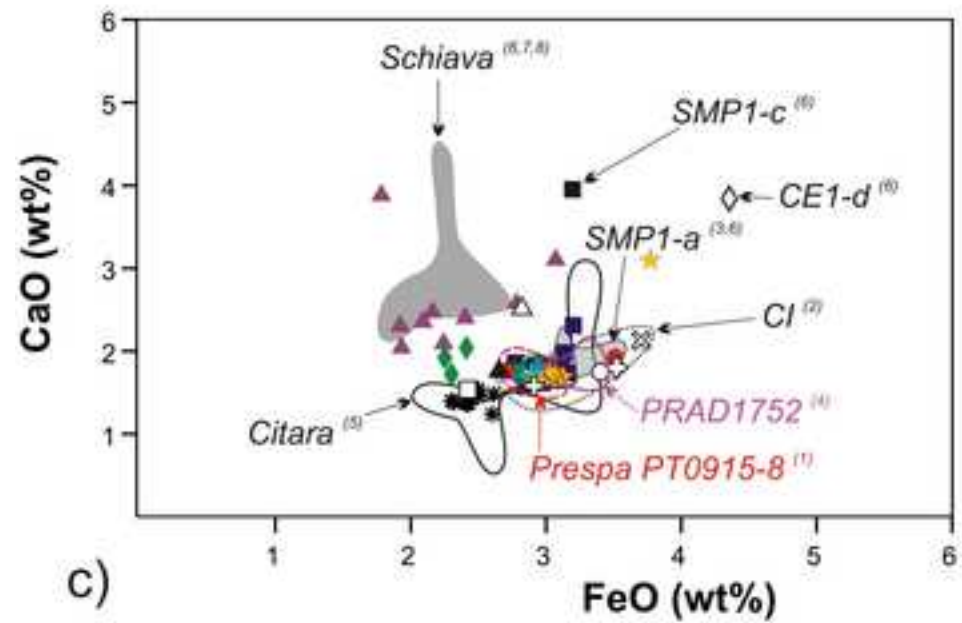 6
Schiava (6,7,8)
5
SMP1-c (6)
4
CE1-d (6)
SMP1-a (3,6)
3
CI (2)
2
PRAD1752 (4)
Citara (5)
1
Prespa PT0915-8 (1)
CaO (wt%)
1 2 3 4 5 6
c)
FeO (wt%)